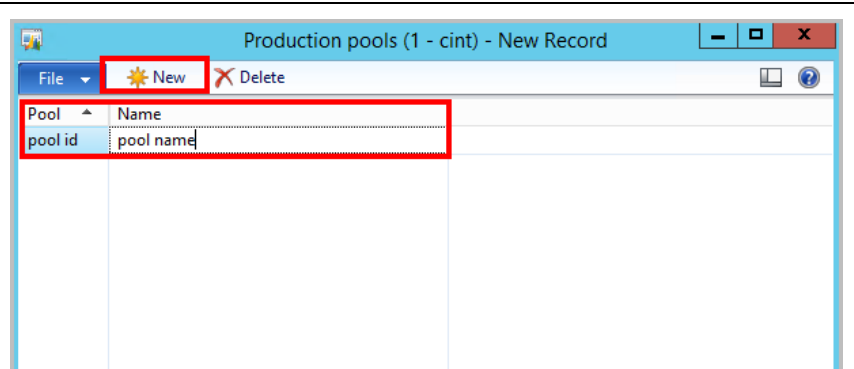 Production pools (1 - cint) - New Record
File New Delete
Pool Name
pool id pool name